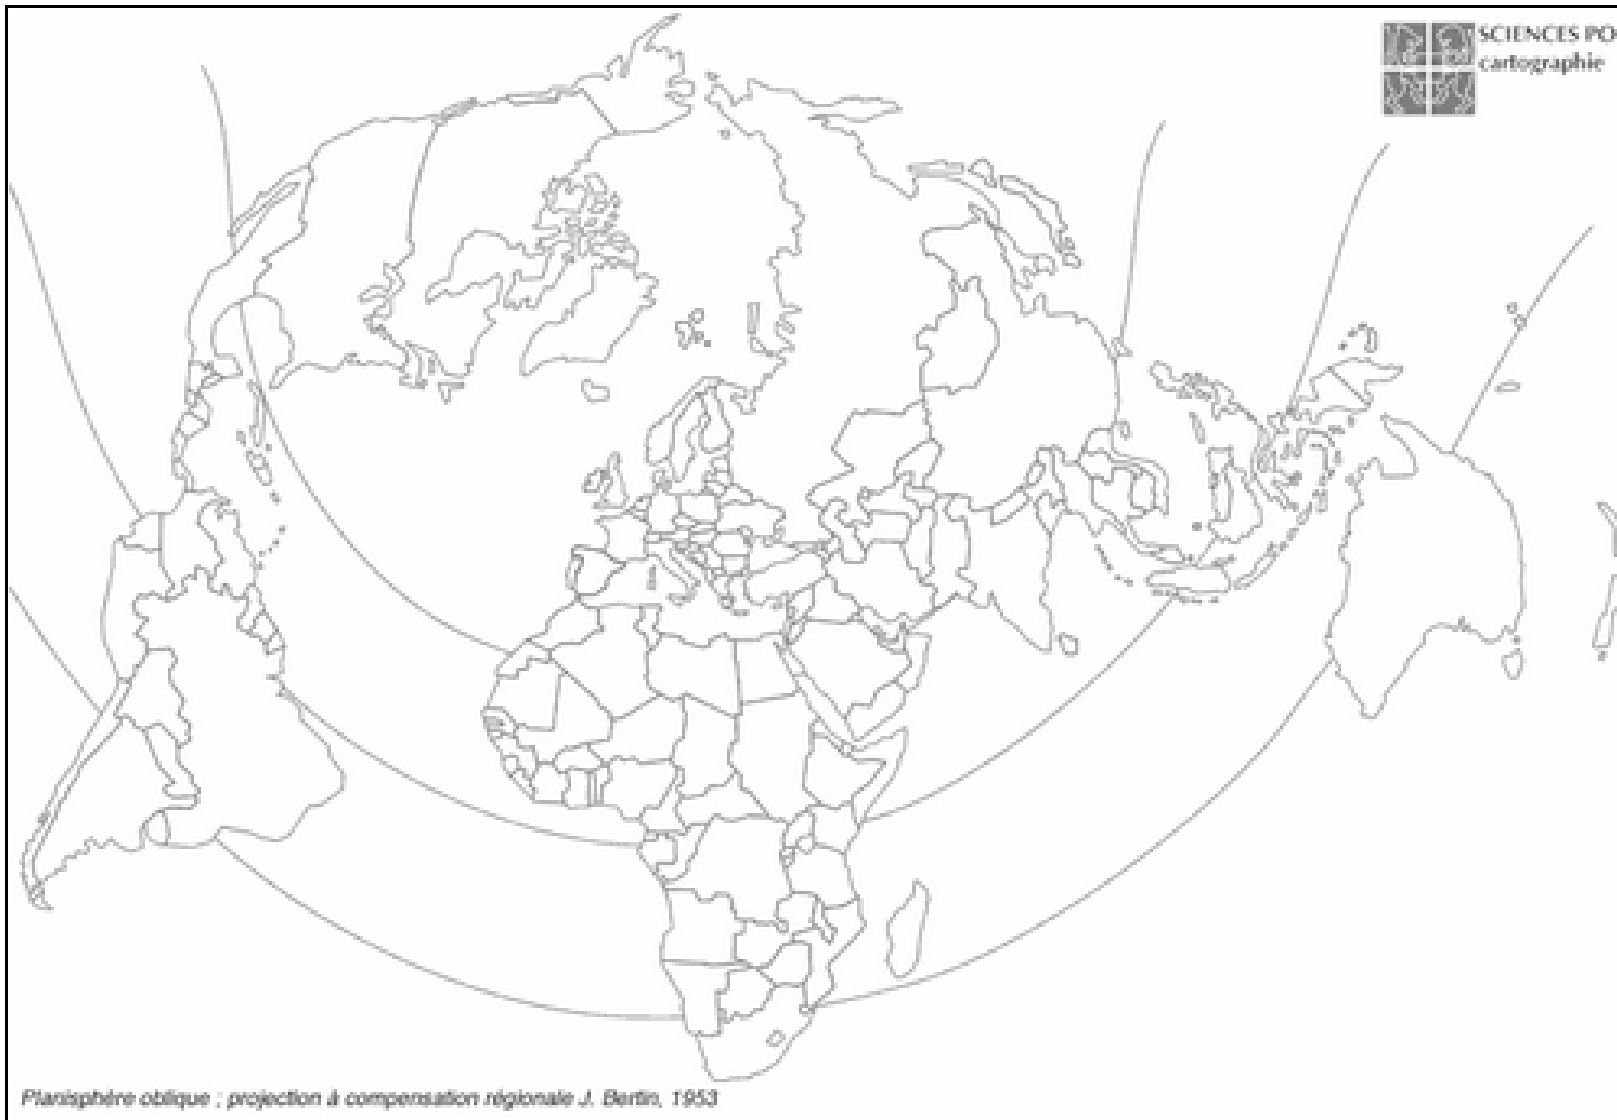 SCIENCES PO
cartographie
Planisphère oblique ; projection à compensation régionale J. Bertin, 1953